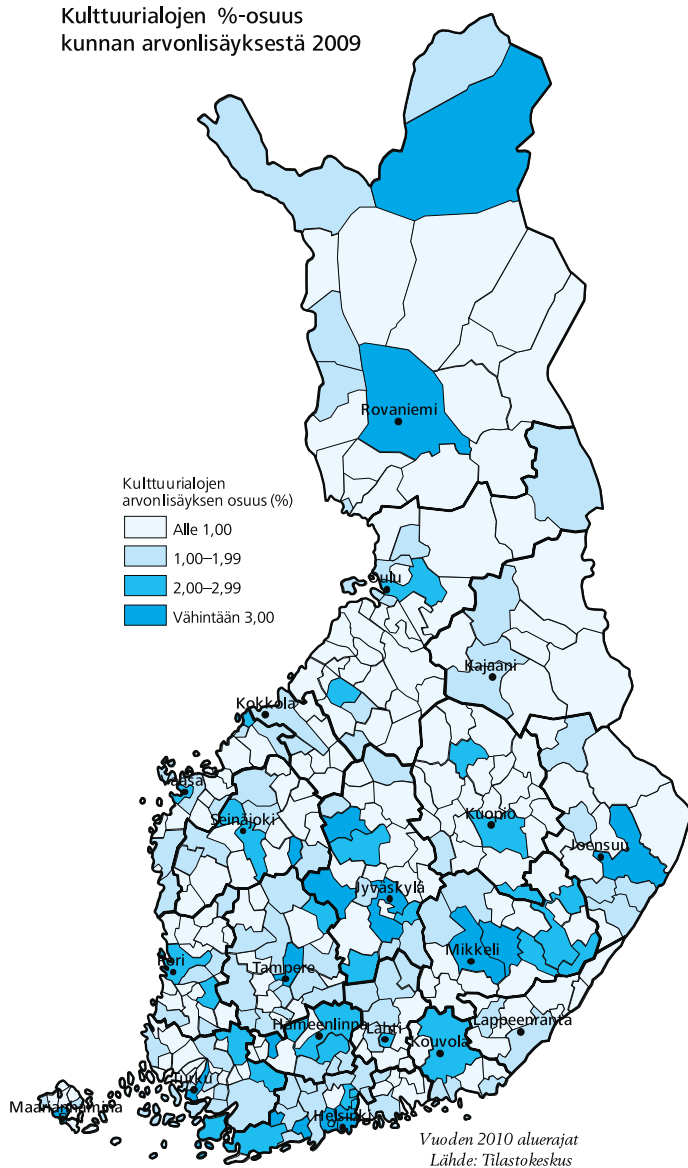 Kulttuurialojen %-osuus
kunnan arvonlisäyksestä 2009
Rovaniemi
Kulttuurialojen
arvonlisäyksen osuus (%)
Alle 1,00
1,00–1,99
2,00–2,99
Vähintään 3,00
Oulu
Kajaani
Kokkola
Vaasa
Seinäjoki
Kuopio
Joensuu
Jyväskylä
Mikkeli
Pori
Tampere
Hämeenlinna
Lahti
Lappeenranta
Kouvola
Turku
Maarianhamina
Helsinki
Vuoden 2010 aluerajat
Lähde: Tilastokeskus